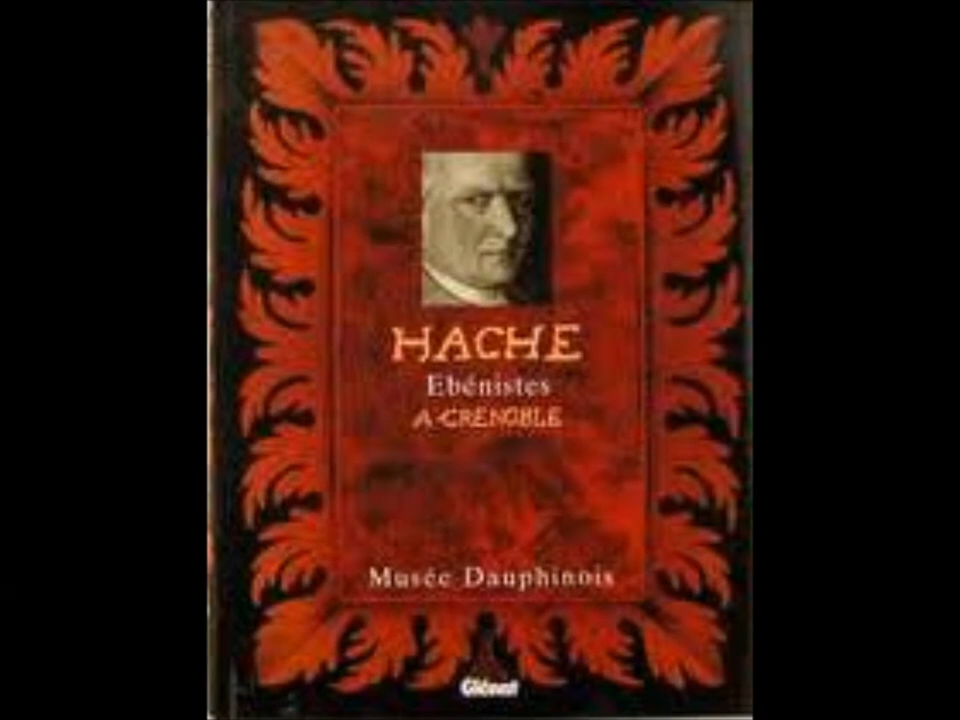 HACHE
Ebénistes
A GRENOBLE
Musée Dauphinois
Glénat